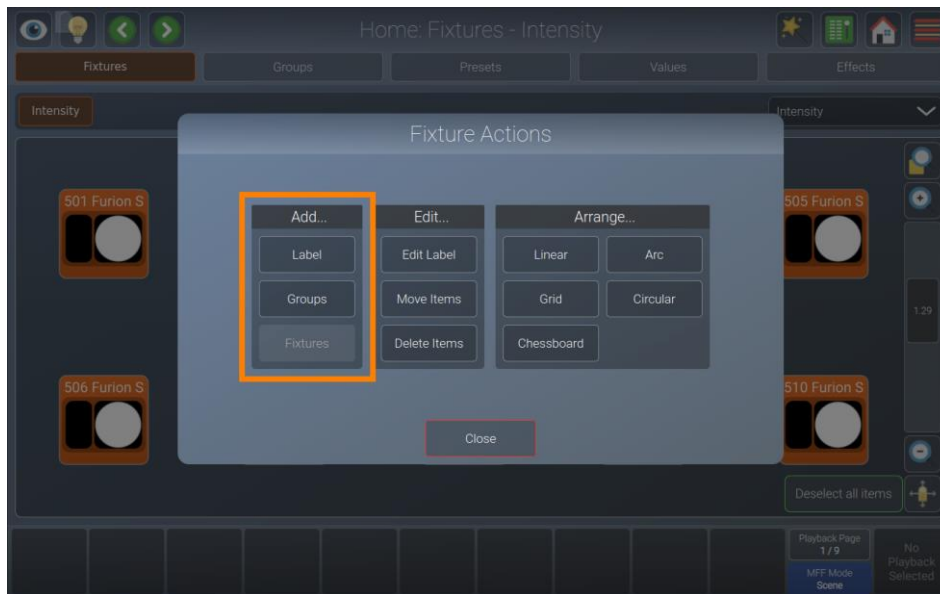 Home: Fixtures - Intensity
Fixtures
Groups
Presets
Values
Effects
Intensity
Intensity
Fixture Actions
501 Furion S
505 Furion S
Add...
Edit...
Arrange...
Label
Edit Label
Linear
Arc
Groups
Move Items
Grid
Circular
1.29
Fixtures
Delete Items
Chessboard
506 Furion S
510 Furion S
Close
Deselect all items
Playback Page
1/9
MFF Mode
Scene
No
Playback
Selected